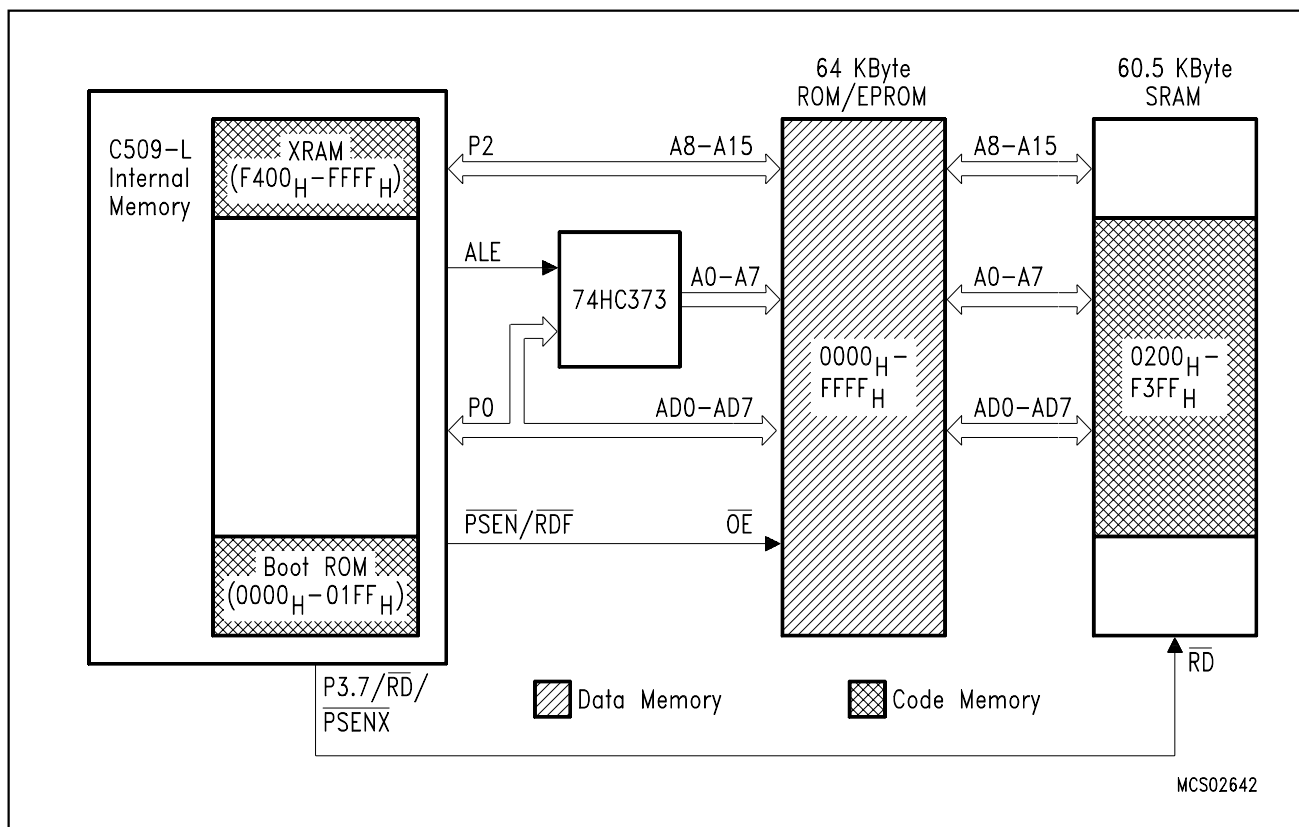 64 KByte
ROM/EPROM
60.5 KByte
SRAM
C509-L
Internal
Memory
XRAM
(F400H-FFFFH)
P2
A8-A15
A8-A15
ALE
74HC373
A0-A7
A0-A7
0000H-
FFFFH
0200H-
F3FFH
P0
AD0-AD7
AD0-AD7
PSEN/RDF
OE
Boot ROM
(0000H-01FFH)
P3.7/RD/
PSENX
Data Memory
Code Memory
RD
MCS02642